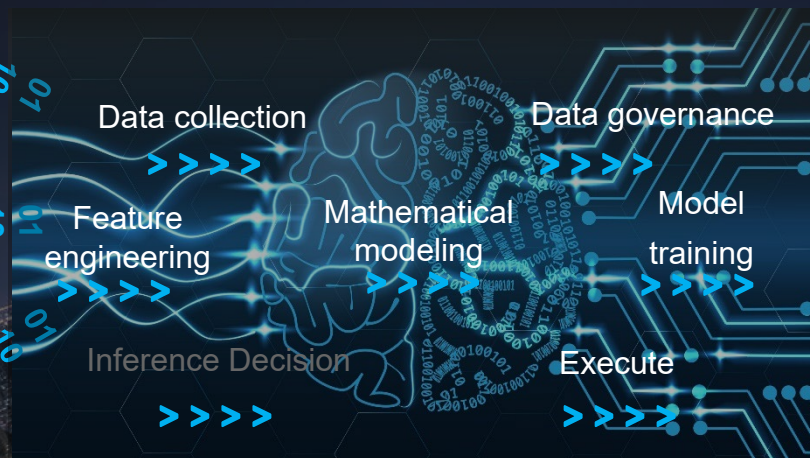 Data collection
Data governance
>>>>
>>>>
Feature
engineering
>>>>
Mathematical
modeling
>>>>
Model
training
>>>>
Inference Decision
>>>>
Execute
>>>>